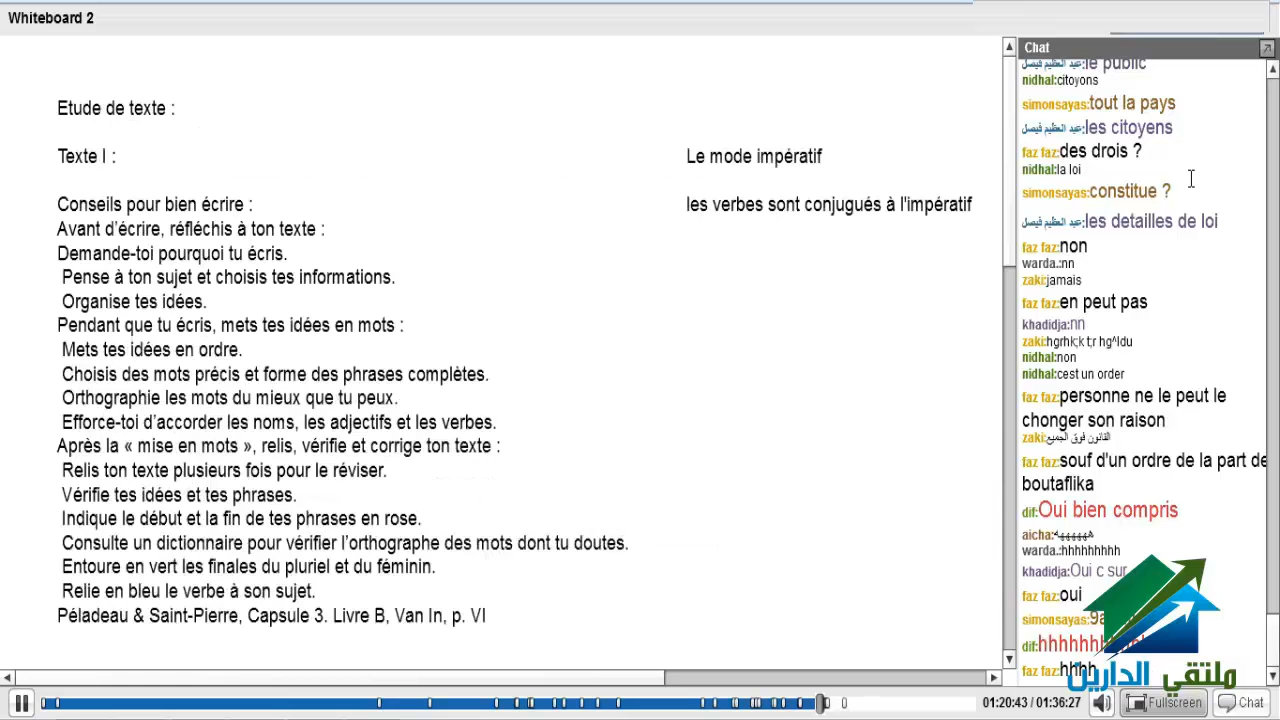 Whiteboard 2
Etude de texte :
Texte I :
Le mode impératif
Conseils pour bien écrire :
les verbes sont conjugués à l'impératif
Avant d'écrire, réfléchis à ton texte :
Demande-toi pourquoi tu écris.
Pense à ton sujet et choisis tes informations.
Organise tes idées.
Pendant que tu écris, mets tes idées en mots :
Mets tes idées en ordre.
Choisis des mots précis et forme des phrases complètes.
Orthographie les mots du mieux que tu peux.
Efforce-toi d'accorder les noms, les adjectifs et les verbes.
Après la « mise en mots », relis, vérifie et corrige ton texte :
Relis ton texte plusieurs fois pour le réviser.
Vérifie tes idées et tes phrases.
Indique le début et la fin de tes phrases en rose.
Consulte un dictionnaire pour vérifier l'orthographe des mots dont tu doutes.
Entoure en vert les finales du pluriel et du féminin.
Relie en bleu le verbe à son sujet.
Péladeau & Saint-Pierre, Capsule 3. Livre B, Van In, p. VI
Chat
عبد العظيم فيصل:le public
nidhal:citoyons
simonsayas:tout la pays
عبد العظيم فيصل:les citoyens
faz faz:des drois ?
nidhal:la loi
simonsayas:constitue ?
عبد العظيم فيصل:les detailles de loi
faz faz:non
warda.:nn
zaki:jamais
faz faz:en peut pas
khadidja:nn
zaki:hgrhk;k t;r hg^ldu
nidhal:non
nidhal:cest un order
faz faz:personne ne le peut le
chonger son raison
zaki:القانون فوق الجميع
faz faz:souf d'un ordre de la part de
boutaflika
dif:Oui bien compris
aicha:ههههههه
warda.:hhhhhhhhh
khadidja:Oui c sur
faz faz:oui
simonsayas:
dif:
faz faz:hhhh
ملتقي الدارين
01:20:43 / 01:36:27
Fullscreen
Chat